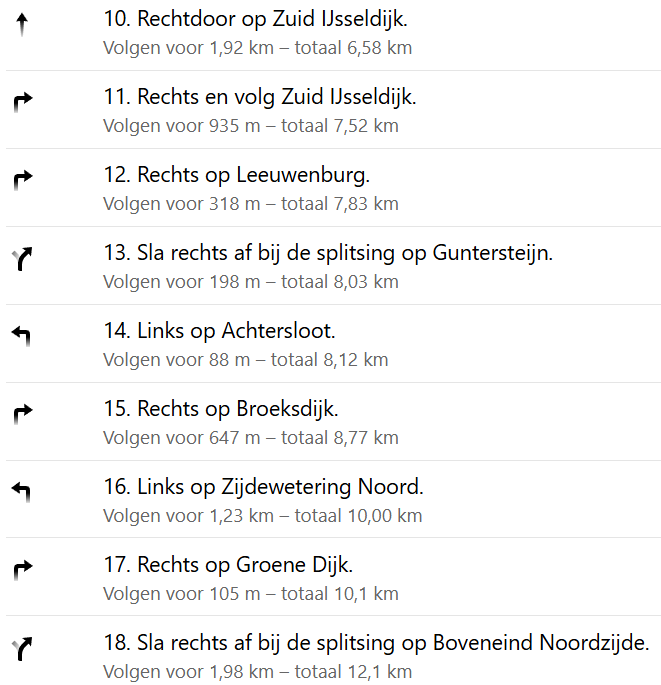 10. Rechtdoor op Zuid IJsseldijk.
Volgen voor 1,92 km – totaal 6,58 km
11. Rechts en volg Zuid IJsseldijk.
Volgen voor 935 m – totaal 7,52 km
12. Rechts op Leeuwenburg.
Volgen voor 318 m – totaal 7,83 km
13. Sla rechts af bij de splitsing op Guntersteijn.
Volgen voor 198 m – totaal 8,03 km
14. Links op Achtersloot.
Volgen voor 88 m – totaal 8,12 km
15. Rechts op Broeksdijk.
Volgen voor 647 m – totaal 8,77 km
16. Links op Zijdewetering Noord.
Volgen voor 1,23 km – totaal 10,00 km
17. Rechts op Groene Dijk.
Volgen voor 105 m – totaal 10,1 km
18. Sla rechts af bij de splitsing op Boveneind Noordzijde.
Volgen voor 1,98 km – totaal 12,1 km